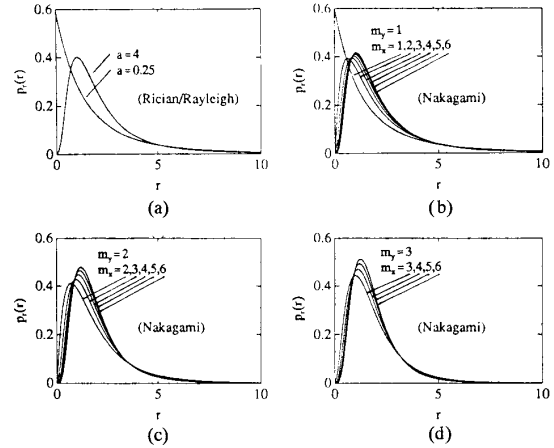 0.6
a = 4
0.4
a = 0.25
p_r(r)
(Rician/Rayleigh)
0.2
0
0
5
10
r
(a)
0.6
m_y = 1
m_x = 1,2,3,4,5,6
0.4
p_r(r)
(Nakagami)
0.2
0
0
5
10
r
(b)
0.6
m_y = 2
m_x = 2,3,4,5,6
0.4
p_r(r)
(Nakagami)
0.2
0
0
5
10
r
(c)
0.6
m_y = 3
m_x = 3,4,5,6
0.4
p_r(r)
(Nakagami)
0.2
0
0
5
10
r
(d)